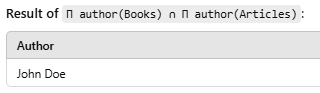 Result of Π author(Books) ∩ Π author(Articles) :
Author
John Doe